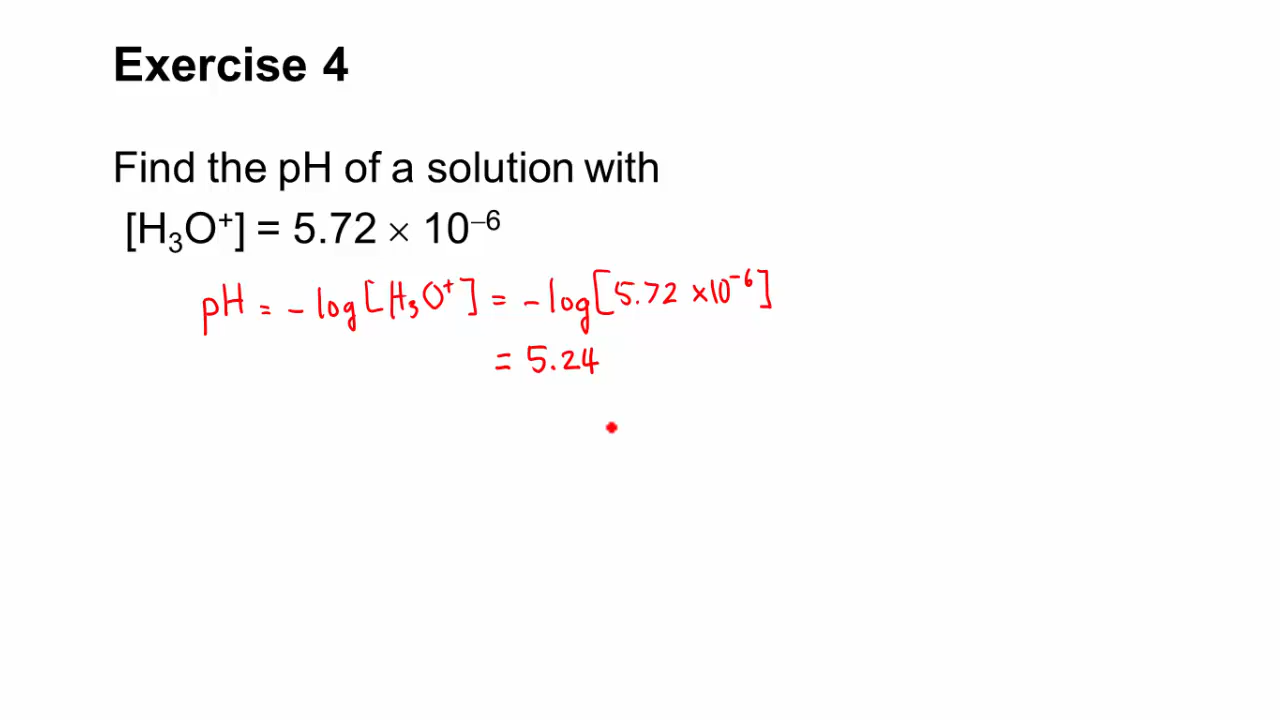 Exercise 4
Find the pH of a solution with
[H₃O⁺] = 5.72 × 10⁻⁶
pH = -log[H₃O⁺] = -log[5.72 ×10⁻⁶]
= 5.24